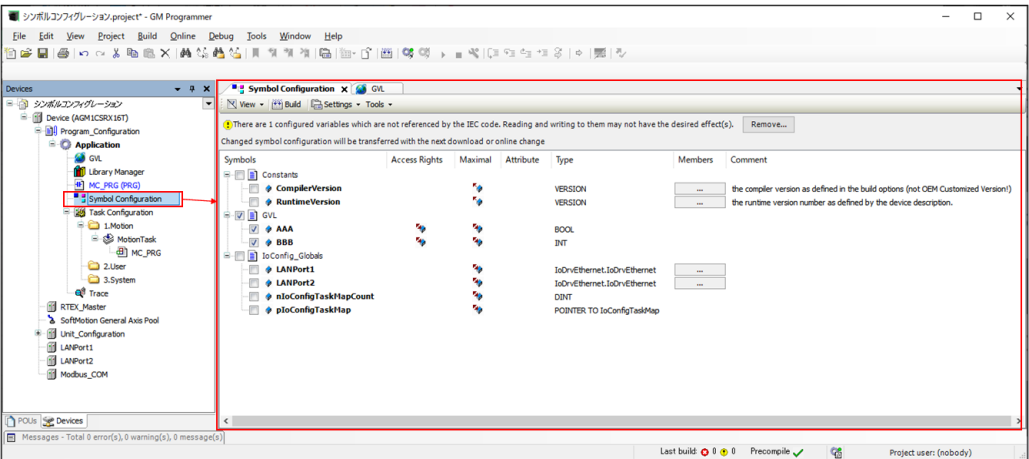 シンボルコンフィグレーション.project* - GM Programmer
File Edit View Project Build Online Debug Tools Window Help
Devices
Symbol Configuration GVL
シンボルコンフィグレーション
Device (AGM1CSRX16T)
Program_Configuration
Application
GVL
Library Manager
MC_PRG (PRG)
Symbol Configuration
Task Configuration
1.Motion
MotionTask
MC_PRG
2.User
3.System
Trace
RTEX_Master
SoftMotion General Axis Pool
Unit_Configuration
LANPort1
LANPort2
Modbus_COM
POUs Devices
View Build Settings Tools
There are 1 configured variables which are not referenced by the IEC code. Reading and writing to them may not have the desired effect(s). Remove...
Changed symbol configuration will be transferred with the next download or online change
Symbols Access Rights Maximal Attribute Type Members Comment
Constants
CompilerVersion VERSION ... the compiler version as defined in the build options (not OEM Customized Version!)
RuntimeVersion VERSION ... the runtime version number as defined by the device description.
GVL
AAA BOOL
BBB INT
IoConfig_Globals
LANPort1 IoDrvEthernet.IoDrvEthernet ...
LANPort2 IoDrvEthernet.IoDrvEthernet ...
nIoConfigTaskMapCount DINT
pIoConfigTaskMap POINTER TO IoConfigTaskMap
Messages - Total 0 error(s), 0 warning(s), 0 message(s)
Last build: 0 0 Precompile Project user: (nobody)